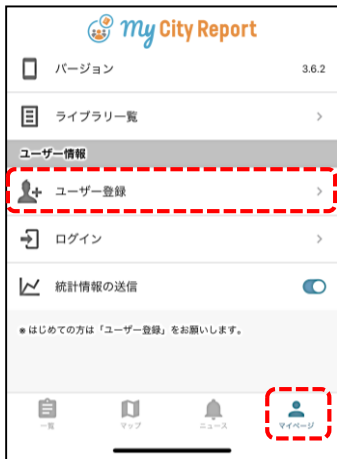 My City Report
バージョン 3.6.2
ライブラリ一覧
ユーザー情報
ユーザー登録
ログイン
統計情報の送信
※はじめての方は「ユーザー登録」をお願いします。
一覧 マップ ニュース マイページ